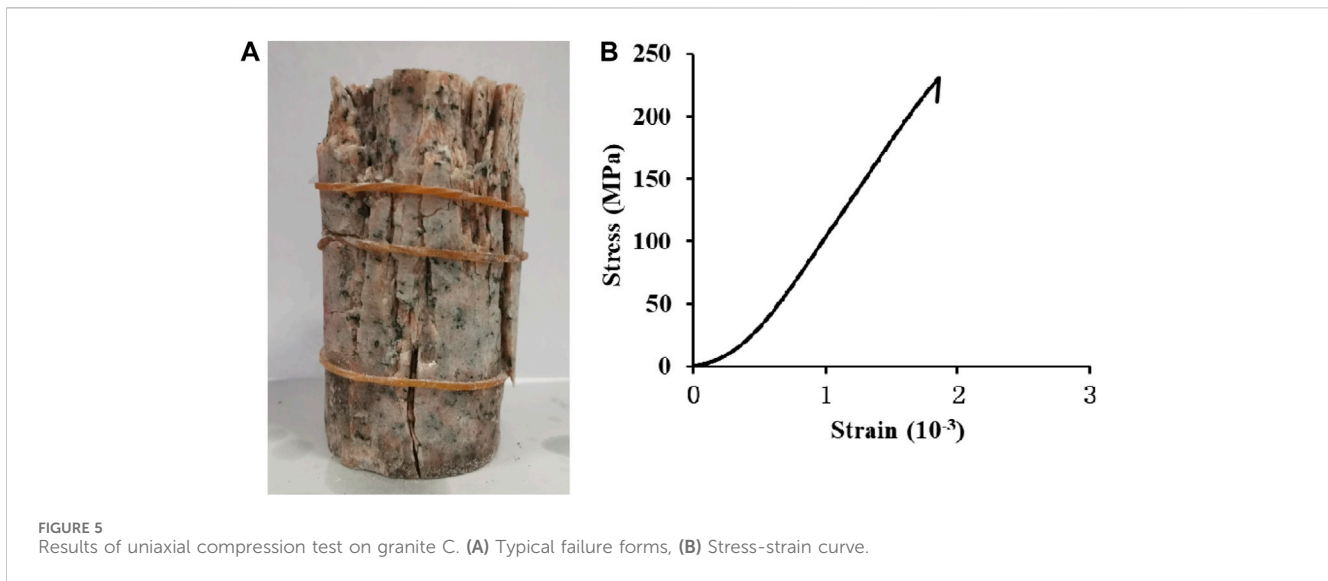 A
B
250
200
150
100
50
0
Stress (MPa)
0 1 2 3
Strain (10⁻³)
FIGURE 5
Results of uniaxial compression test on granite C. (A) Typical failure forms, (B) Stress-strain curve.